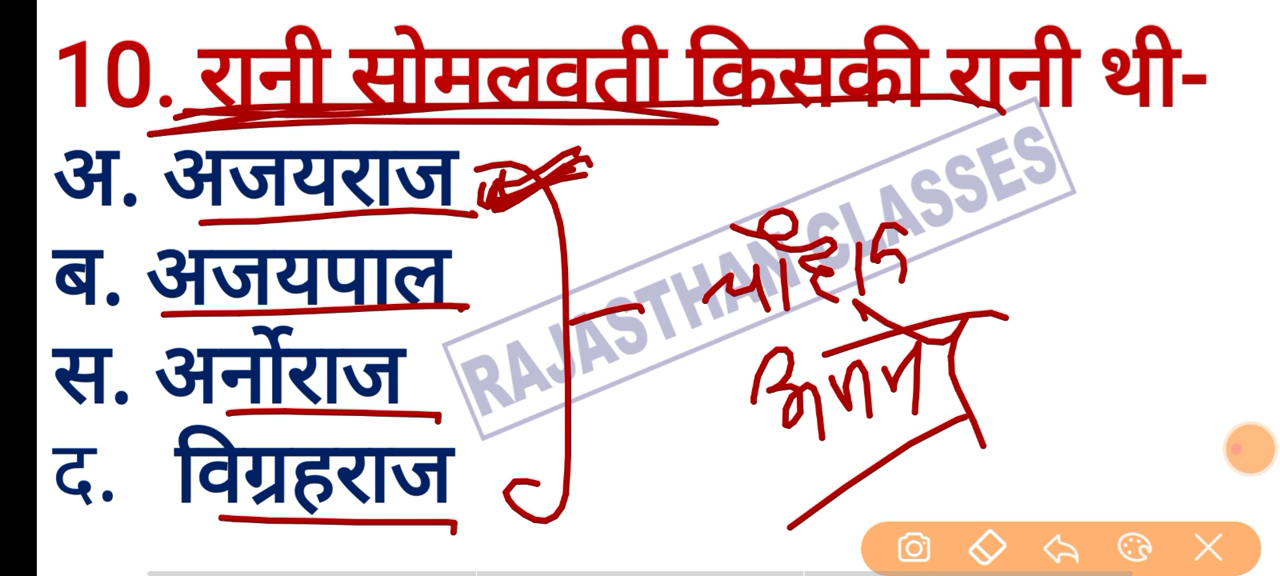 10. रानी सोमलवती किसकी रानी थी-
अ. अजयराज
ब. अजयपाल
स. अर्नोराज
द. विग्रहराज
RAJASTHAN CLASSES
चौहान